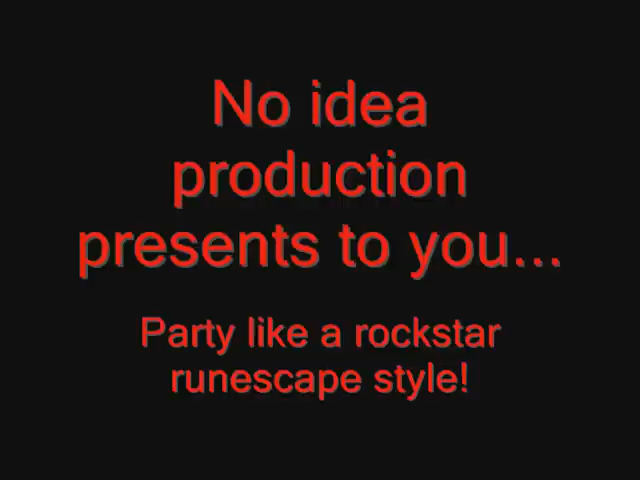 No idea
production
presents to you...
Party like a rockstar
runescape style!